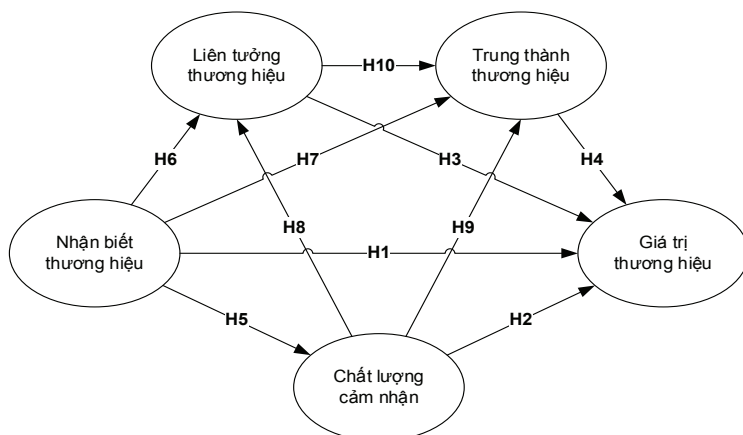 Liên tưởng
thương hiệu
H10
Trung thành
thương hiệu
H6
H7
H3
H4
Nhận biết
thương hiệu
H8
H1
H9
Giá trị
thương hiệu
H5
H2
Chất lượng
cảm nhận